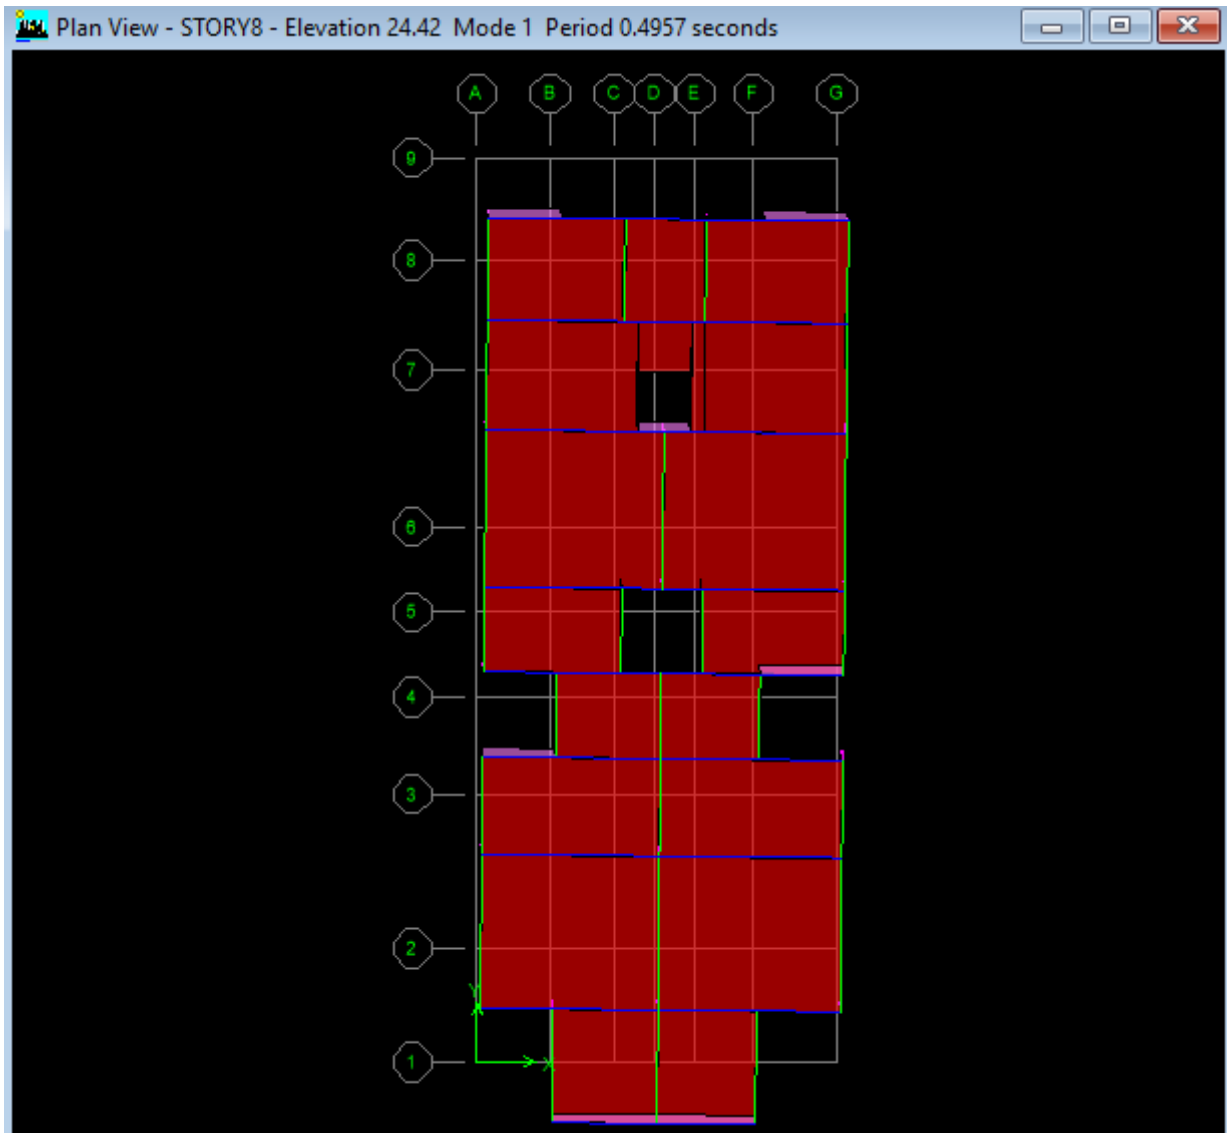 Plan View - STORY8 - Elevation 24.42 Mode 1 Period 0.4957 seconds
A B C D E F G
9
8
7
6
5
4
3
2
Y
1
X